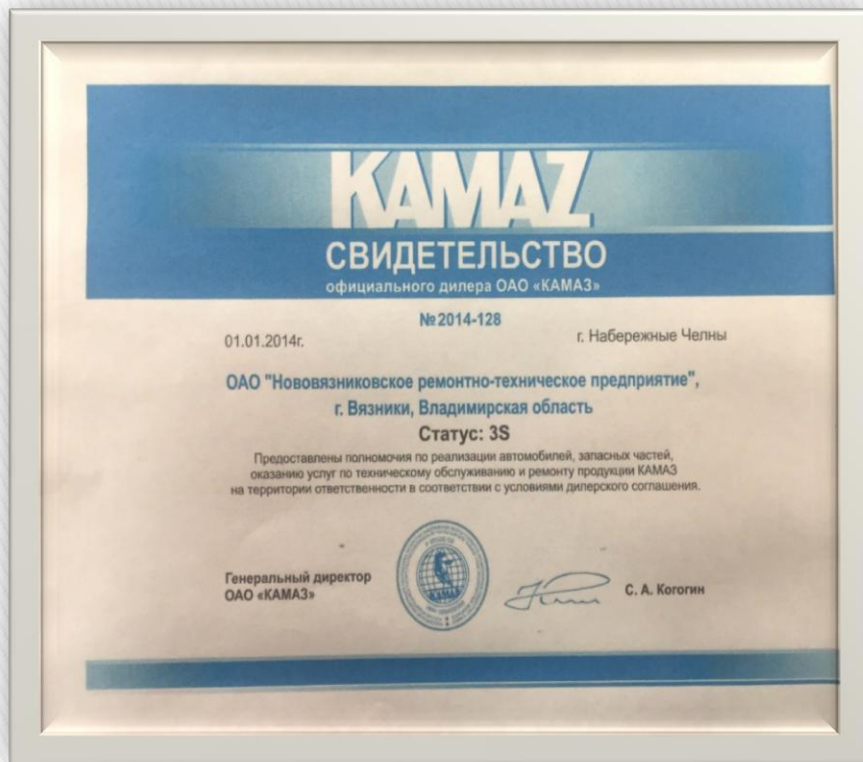 KAMAZ
СВИДЕТЕЛЬСТВО
официального дилера ОАО «КАМАЗ»
№2014-128
01.01.2014г.
г. Набережные Челны
ОАО "Нововязниковское ремонтно-техническое предприятие",
г. Вязники, Владимирская область
Статус: 3S
Предоставлены полномочия по реализации автомобилей, запасных частей,
оказанию услуг по техническому обслуживанию и ремонту продукции КАМАЗ
на территории ответственности в соответствии с условиями дилерского соглашения.
Генеральный директор
ОАО «КАМАЗ»
КАМАЗ
С. А. Когогин